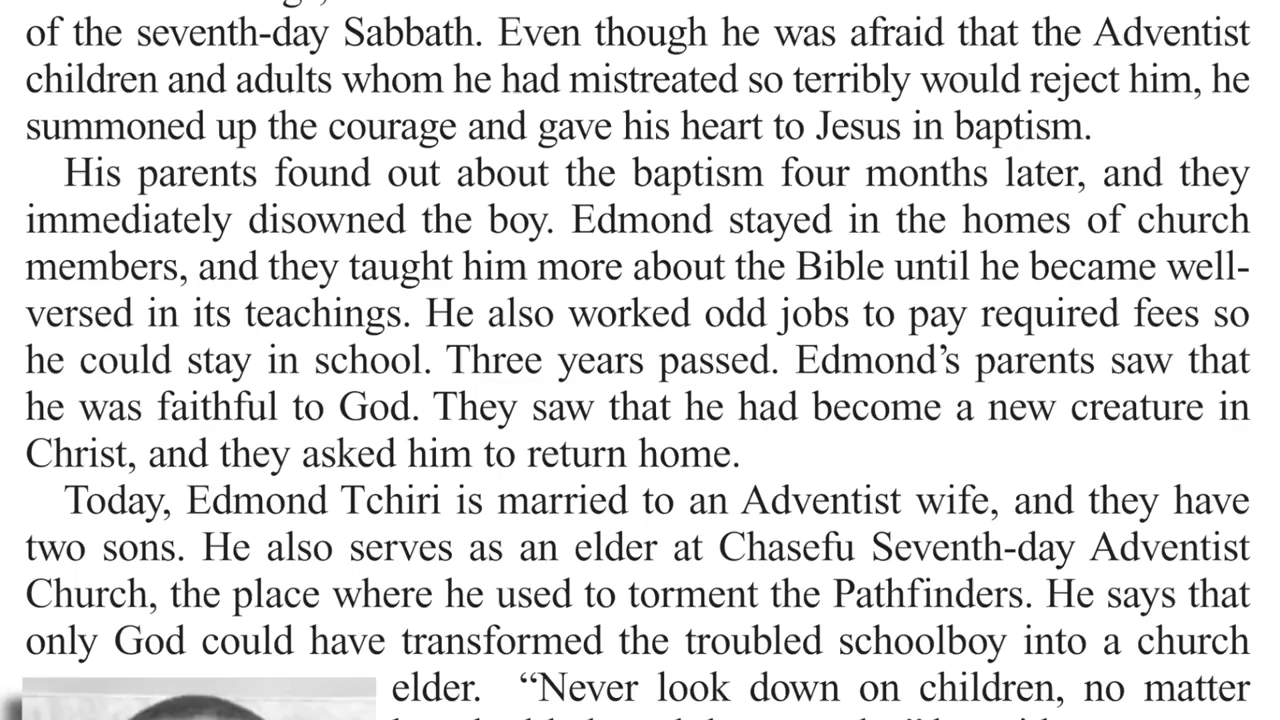 of the seventh-day Sabbath. Even though he was afraid that the Adventist
children and adults whom he had mistreated so terribly would reject him, he
summoned up the courage and gave his heart to Jesus in baptism.
His parents found out about the baptism four months later, and they
immediately disowned the boy. Edmond stayed in the homes of church
members, and they taught him more about the Bible until he became well-
versed in its teachings. He also worked odd jobs to pay required fees so
he could stay in school. Three years passed. Edmond’s parents saw that
he was faithful to God. They saw that he had become a new creature in
Christ, and they asked him to return home.
Today, Edmond Tchiri is married to an Adventist wife, and they have
two sons. He also serves as an elder at Chasefu Seventh-day Adventist
Church, the place where he used to torment the Pathfinders. He says that
only God could have transformed the troubled schoolboy into a church
elder. “Never look down on children, no matter